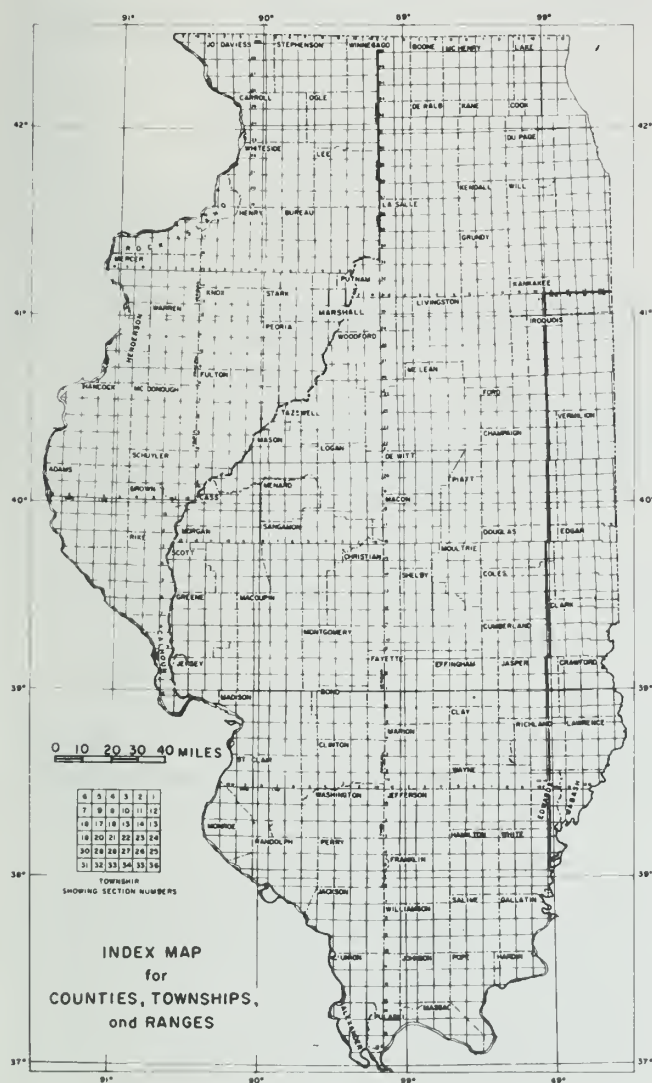 91° 90° 89° 88°
JO DAVIESS STEPHENSON WINNEBAGO BOONE MC HENRY LAKE
CARROLL OGLE DE KALB KANE COOK
42° 42°
DU PAGE
WHITESIDE LEE
KENDALL WILL
HENRY BUREAU LA SALLE
ROCK ISLAND
GRUNDY
MERCER
PUTNAM KANKAKEE
KNOX STARK
LIVINGSTON
41° WARREN MARSHALL 41°
IROQUOIS
PEORIA
HENDERSON WOODFORD
FULTON MC LEAN
HANCOCK MC DONOUGH FORD
TAZEWELL VERMILION
MASON CHAMPAIGN
LOGAN
SCHUYLER DE WITT
ADAMS
PIATT
BROWN MENARD
40° CASS MACON 40°
SANGAMON
PIKE MORGAN DOUGLAS EDGAR
SCOTT CHRISTIAN MOULTRIE
SHELBY COLES
GREENE MACOUPIN CLARK
CUMBERLAND
MONTGOMERY
CALHOUN JERSEY FAYETTE EFFINGHAM JASPER CRAWFORD
39° MADISON BOND 39°
CLAY
RICHLAND LAWRENCE
MARION
CLINTON
0 10 20 30 40 MILES
ST CLAIR
WAYNE
WASHINGTON JEFFERSON EDWARDS WABASH
6 5 4 3 2 1
7 8 9 10 11 12
18 17 16 15 14 13
19 20 21 22 23 24
30 29 28 27 26 25
31 32 33 34 35 36
TOWNSHIP
SHOWING SECTION NUMBERS
MONROE
RANDOLPH PERRY HAMILTON WHITE
FRANKLIN
38° 38°
JACKSON
WILLIAMSON SALINE GALLATIN
UNION JOHNSON POPE HARDIN
INDEX MAP
for
COUNTIES, TOWNSHIPS,
and RANGES
ALEXANDER PULASKI MASSAC
37° 37°
91° 90° 89° 88°